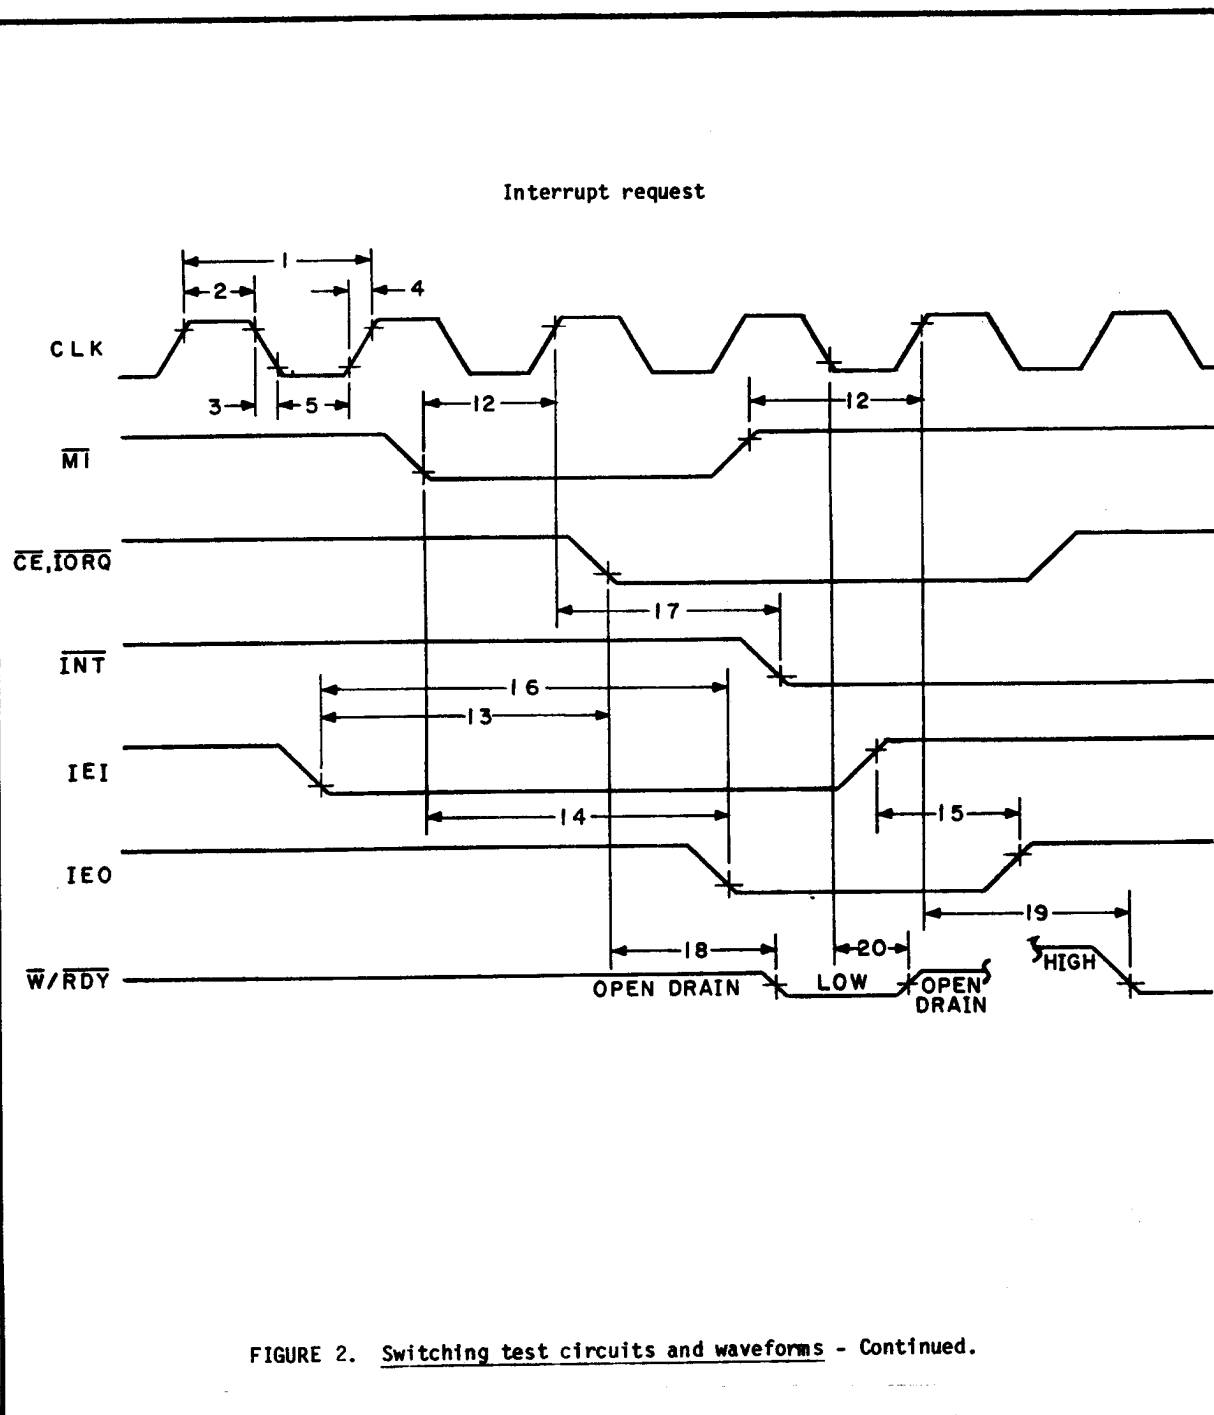 Interrupt request
1
2
4
CLK
3
5
12
12
M1
CE,IORQ
17
INT
16
13
IEI
14
15
IEO
19
18
20
HIGH
W/RDY
OPEN DRAIN
LOW
OPEN
DRAIN
FIGURE 2. Switching test circuits and waveforms - Continued.